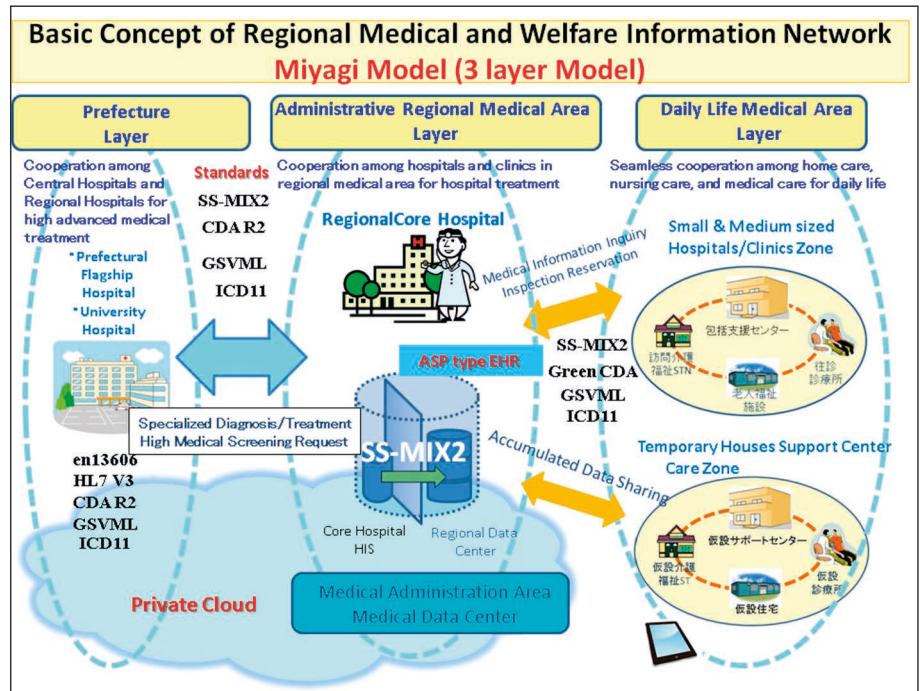 Basic Concept of Regional Medical and Welfare Information Network
Miyagi Model (3 layer Model)
Prefecture
Layer
Cooperation among
Central Hospitals and
Regional Hospitals for
high advanced medical
treatment
*Prefectural
Flagship
Hospital
*University
Hospital
en13606
HL7 V3
CDA R2
GSVML
ICD11
Standards
SS-MIX2
CDA R2
GSVML
ICD11
Specialized Diagnosis/Treatment
High Medical Screening Request
Private Cloud
Administrative Regional Medical Area
Layer
Cooperation among hospitals and clinics in
regional medical area for hospital treatment
RegionalCore Hospital
H
ASP type EHR
SS-MIX2
Core Hospital
HIS
Regional Data
Center
Medical Administration Area
Medical Data Center
Medical Information Inquiry
Inspection Reservation
SS-MIX2
Green CDA
GSVML
ICD11
Accumulated Data Sharing
Daily Life Medical Area
Layer
Seamless cooperation among home care,
nursing care, and medical care for daily life
Small & Medium sized
Hospitals/Clinics Zone
包括支援センター
訪問介護
福祉STN
往診
診療所
老人福祉
施設
Temporary Houses Support Center
Care Zone
仮設サポートセンター
仮設介護
福祉ST
仮設
診療所
仮設住宅